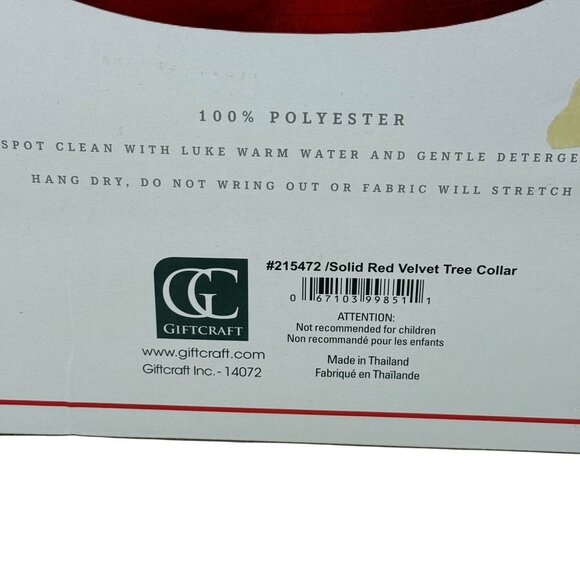 100% POLYESTER
SPOT CLEAN WITH LUKE WARM WATER AND GENTLE DETERGE
HANG DRY, DO NOT WRING OUT OR FABRIC WILL STRETCH
GC
GIFTCRAFT
www.giftcraft.com
Giftcraft Inc. - 14072
#215472 /Solid Red Velvet Tree Collar
0 67103 99851 1
ATTENTION:
Not recommended for children
Non recommandé pour les enfants
Made in Thailand
Fabriqué en Thaïlande